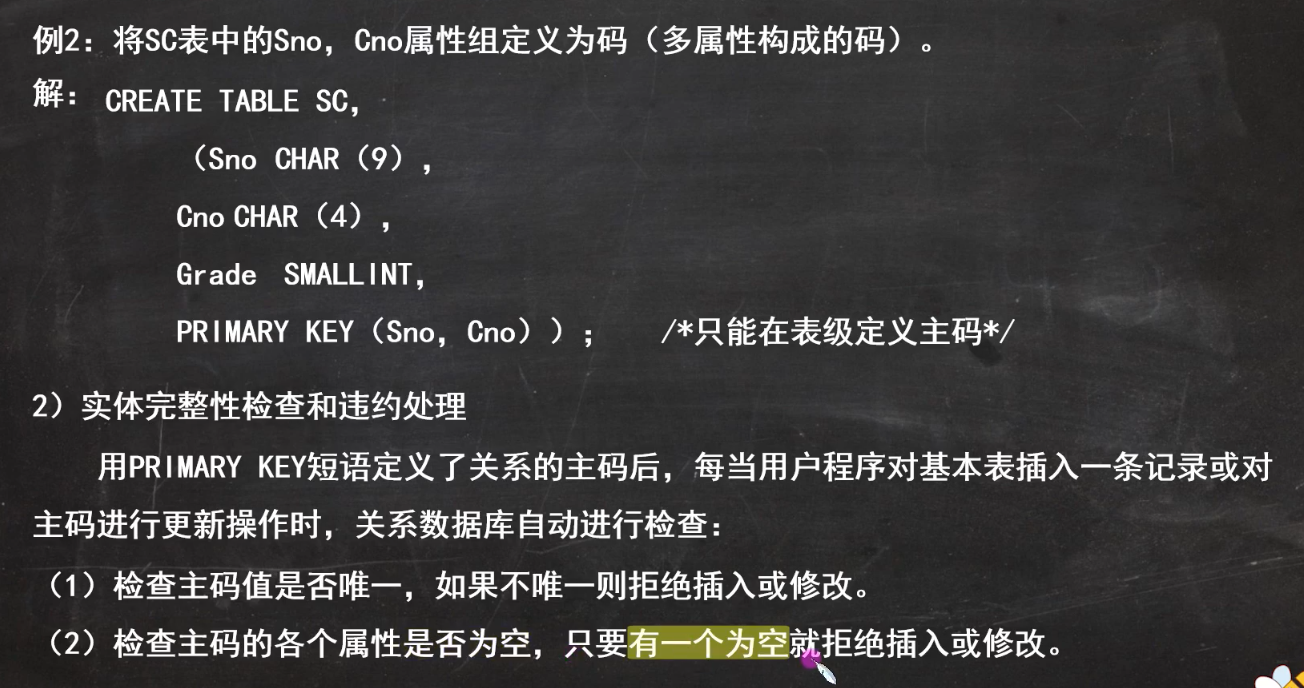 例2：将SC表中的Sno，Cno属性组定义为码（多属性构成的码）。
解： CREATE TABLE SC，
（Sno CHAR（9），
Cno CHAR（4），
Grade SMALLINT，
PRIMARY KEY（Sno，Cno））； /*只能在表级定义主码*/
2）实体完整性检查和违约处理
用PRIMARY KEY短语定义了关系的主码后，每当用户程序对基本表插入一条记录或对
主码进行更新操作时，关系数据库自动进行检查：
（1）检查主码值是否唯一，如果不唯一则拒绝插入或修改。
（2）检查主码的各个属性是否为空，只要有一个为空就拒绝插入或修改。